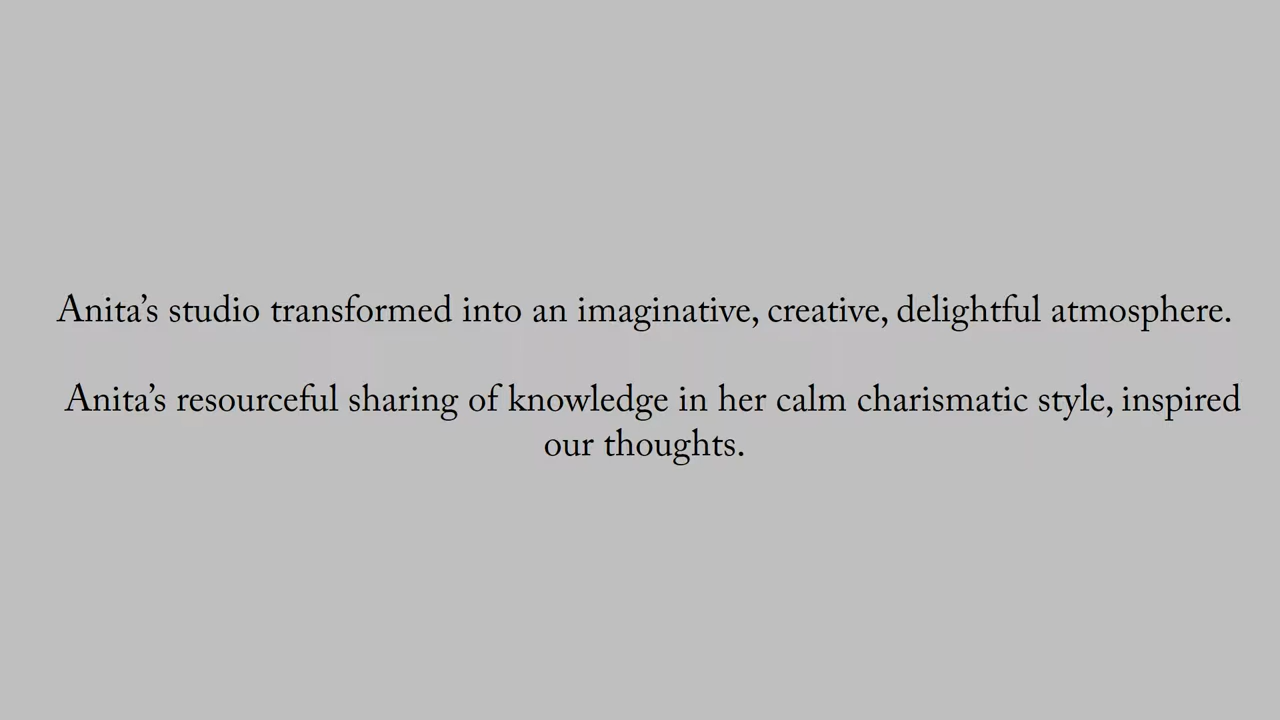 Anita’s studio transformed into an imaginative, creative, delightful atmosphere.
Anita’s resourceful sharing of knowledge in her calm charismatic style, inspired
our thoughts.